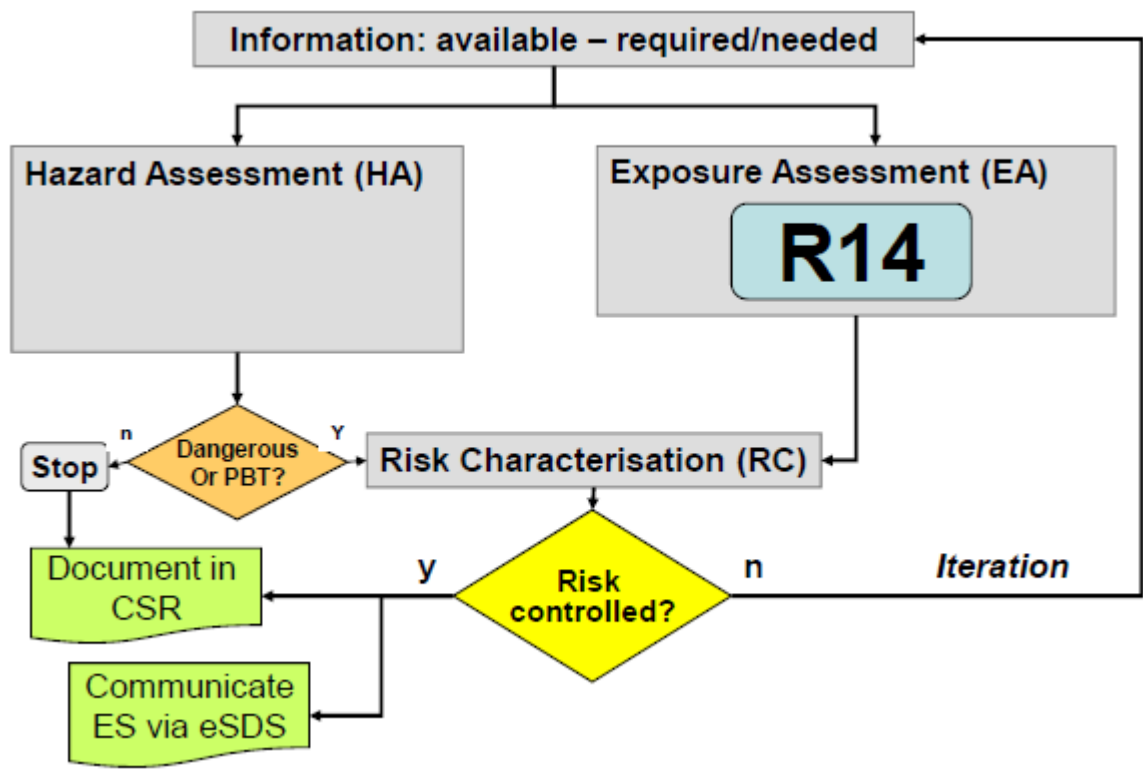 Information: available – required/needed
Hazard Assessment (HA)
Exposure Assessment (EA)
R14
n
Y
Stop
Dangerous
Or PBT?
Risk Characterisation (RC)
Document in
CSR
y
Risk
controlled?
n
Iteration
Communicate
ES via eSDS